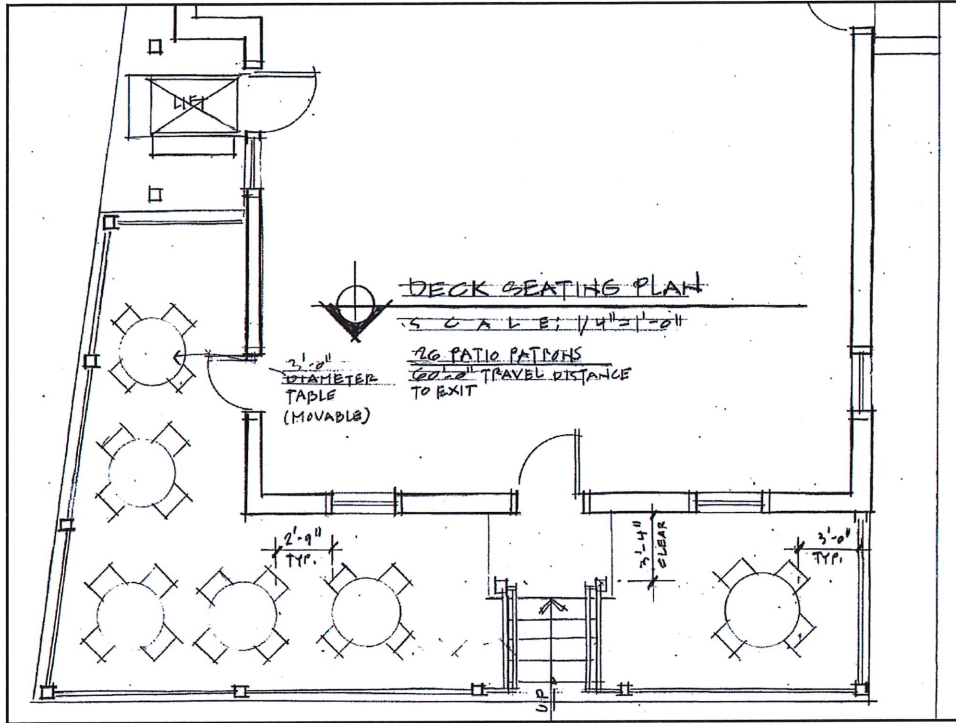 LIFT
DECK SEATING PLAN
SCALE: 1/4"=1'-0"
26 PATIO PATRONS
60'-0" TRAVEL DISTANCE
TO EXIT
3'-0"
DIAMETER
TABLE
(MOVABLE)
2'-9"
TYP.
3'-4"
CLEAR
3'-0"
TYP.
UP